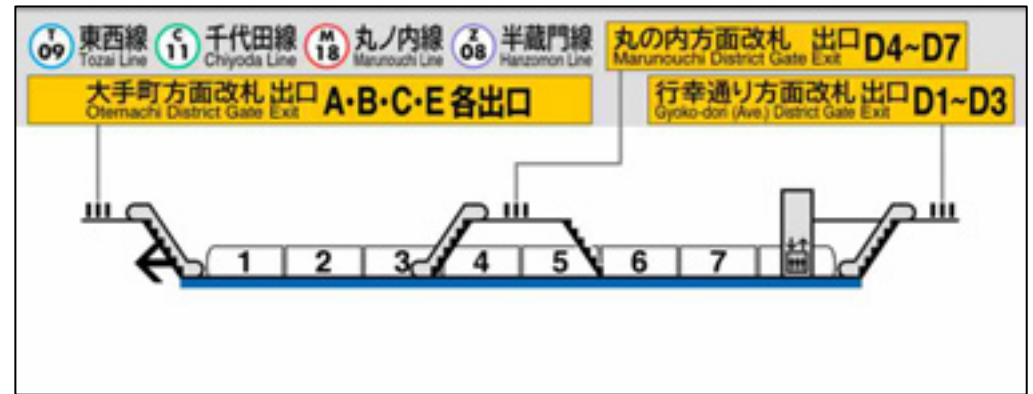 T 09 東西線 C 11 千代田線 M 18 丸ノ内線 Z 08 半蔵門線
Tozai Line Chiyoda Line Marunouchi Line Hanzomon Line
丸の内方面改札 出口 D4~D7
Marunouchi District Gate Exit
大手町方面改札 出口 A・B・C・E 各出口
Otemachi District Gate Exit
行幸通り方面改札 出口 D1~D3
Gyoko-dori (Ave.) District Gate Exit
1 2 3 4 5 6 7